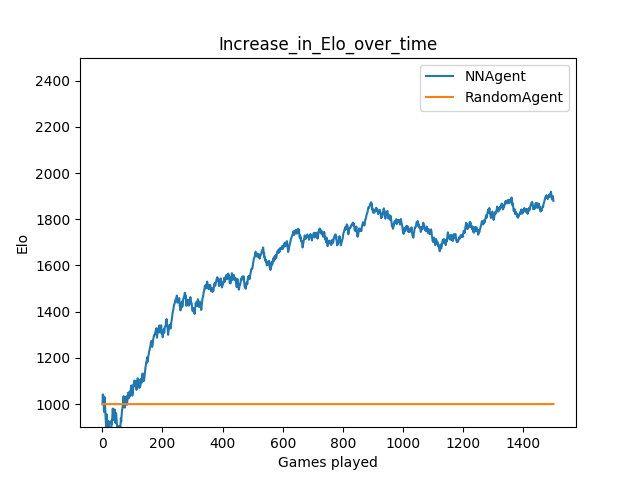 Increase_in_Elo_over_time
NNAgent
RandomAgent
2400
2200
2000
1800
1600
1400
1200
1000
Elo
0 200 400 600 800 1000 1200 1400
Games played